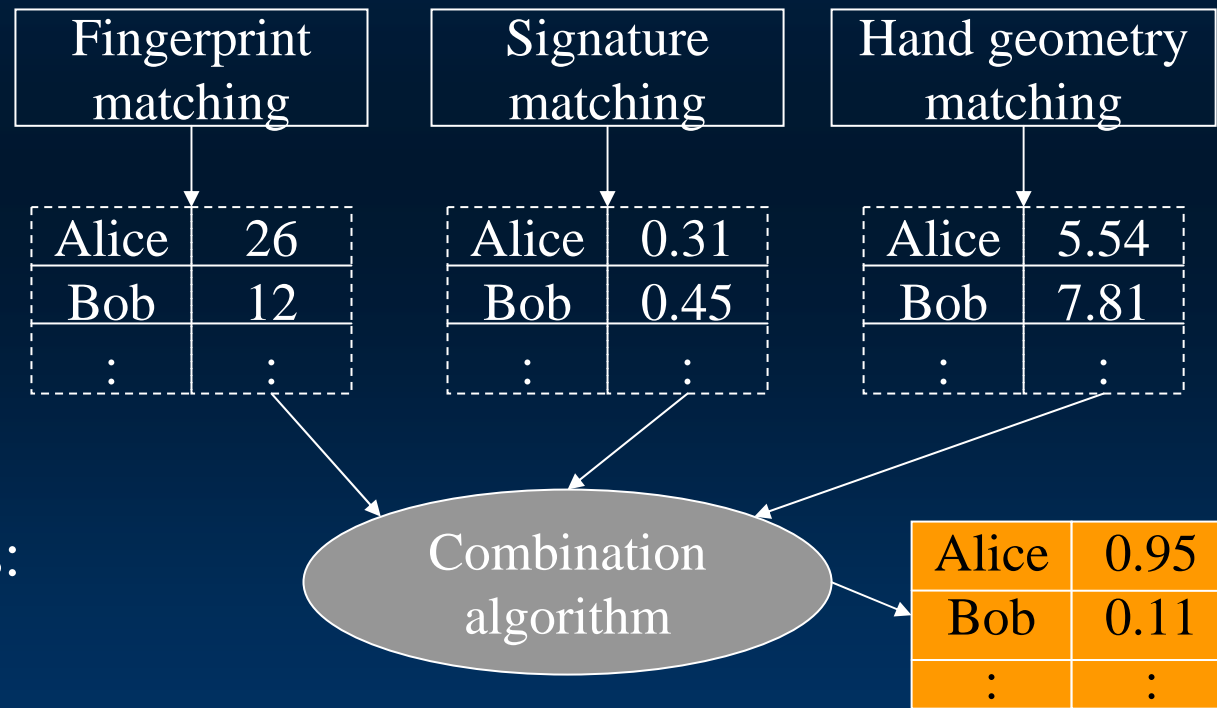 Fingerprint
matching
Signature
matching
Hand geometry
matching
Alice 26
Bob 12
: :
Alice 0.31
Bob 0.45
: :
Alice 5.54
Bob 7.81
: :
Combination
algorithm
s:
Alice 0.95
Bob 0.11
: :